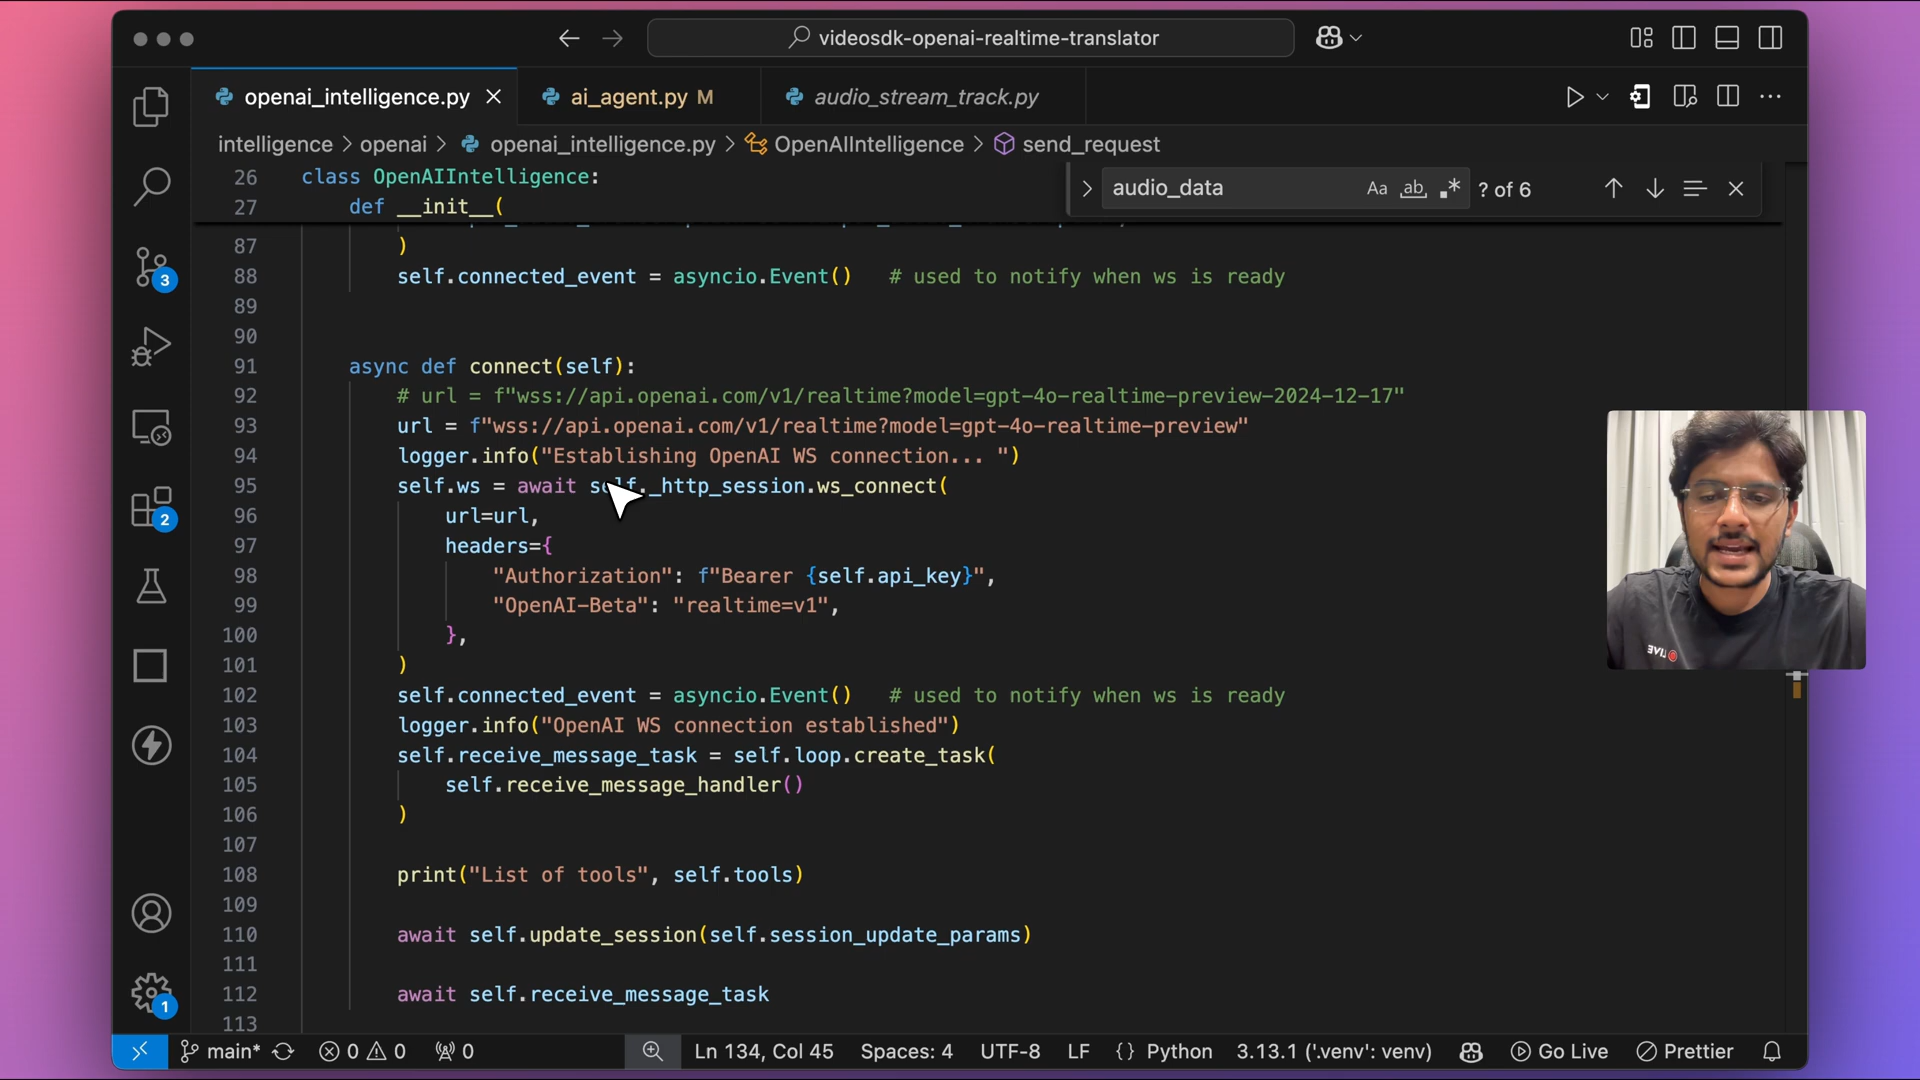 videosdk-openai-realtime-translator
openai_intelligence.py
ai_agent.py M
audio_stream_track.py
intelligence > openai > openai_intelligence.py > OpenAIIntelligence > send_request
audio_data
Aa
ab
? of 6
26 class OpenAIIntelligence:
27 def __init__(
87 )
88 self.connected_event = asyncio.Event() # used to notify when ws is ready
89
90
91 async def connect(self):
92 # url = f"wss://api.openai.com/v1/realtime?model=gpt-4o-realtime-preview-2024-12-17"
93 url = f"wss://api.openai.com/v1/realtime?model=gpt-4o-realtime-preview"
94 logger.info("Establishing OpenAI WS connection... ")
95 self.ws = await self._http_session.ws_connect(
96 url=url,
97 headers={
98 "Authorization": f"Bearer {self.api_key}",
99 "OpenAI-Beta": "realtime=v1",
100 },
101 )
102 self.connected_event = asyncio.Event() # used to notify when ws is ready
103 logger.info("OpenAI WS connection established")
104 self.receive_message_task = self.loop.create_task(
105 self.receive_message_handler()
106 )
107
108 print("List of tools", self.tools)
109
110 await self.update_session(self.session_update_params)
111
112 await self.receive_message_task
113
3
2
1
LIVE
main*
0
0
0
Ln 134, Col 45
Spaces: 4
UTF-8
LF
{} Python
3.13.1 ('.venv': venv)
Go Live
Prettier